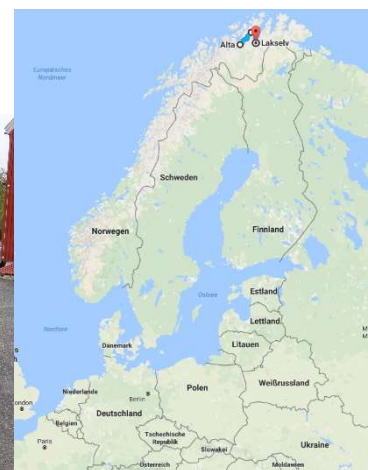 Europäisches
Nordmeer
Alta
Lakselv
Schweden
Norwegen
Finnland
Estland
Ostsee
Lettland
Nordsee
Dänemark
Litauen
Niederlande
Berlin
Polen
Weißrussland
London
Belgien
Deutschland
Paris
Tschechische
Republik
Ukraine
Slowakei
Österreich
Moldawien